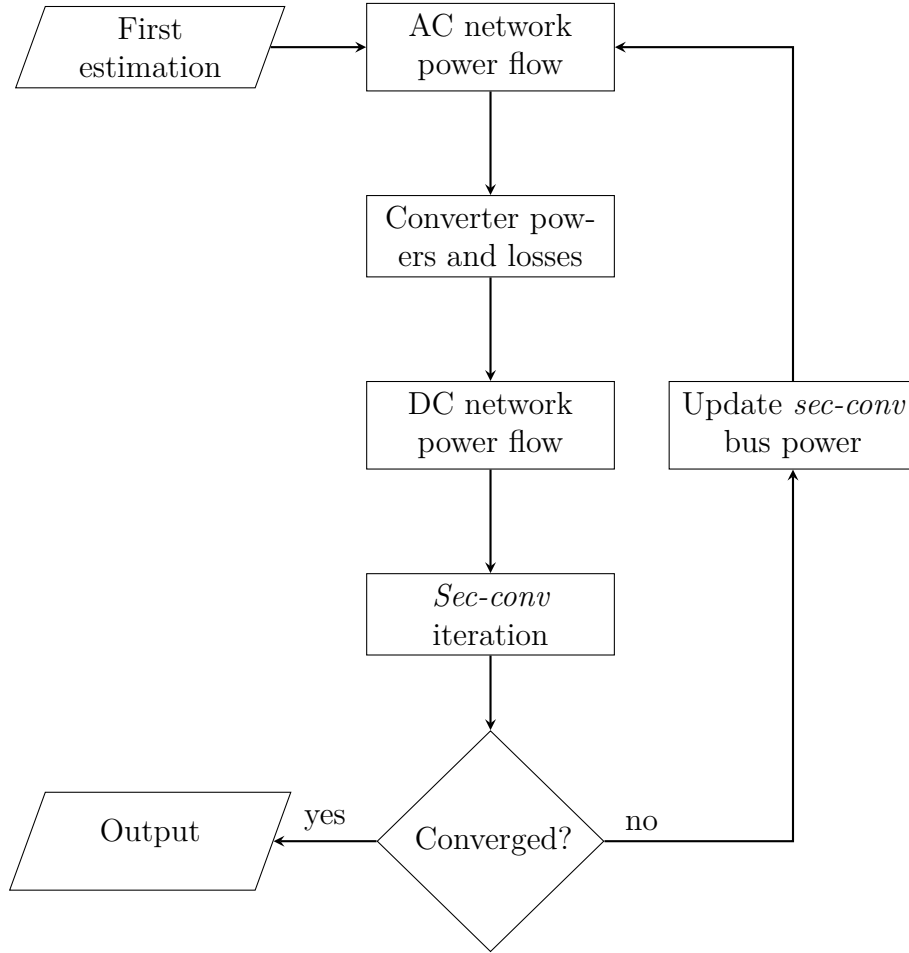 First
estimation
AC network
power flow
Converter pow-
ers and losses
DC network
power flow
Update sec-conv
bus power
Sec-conv
iteration
Output
yes
Converged?
no